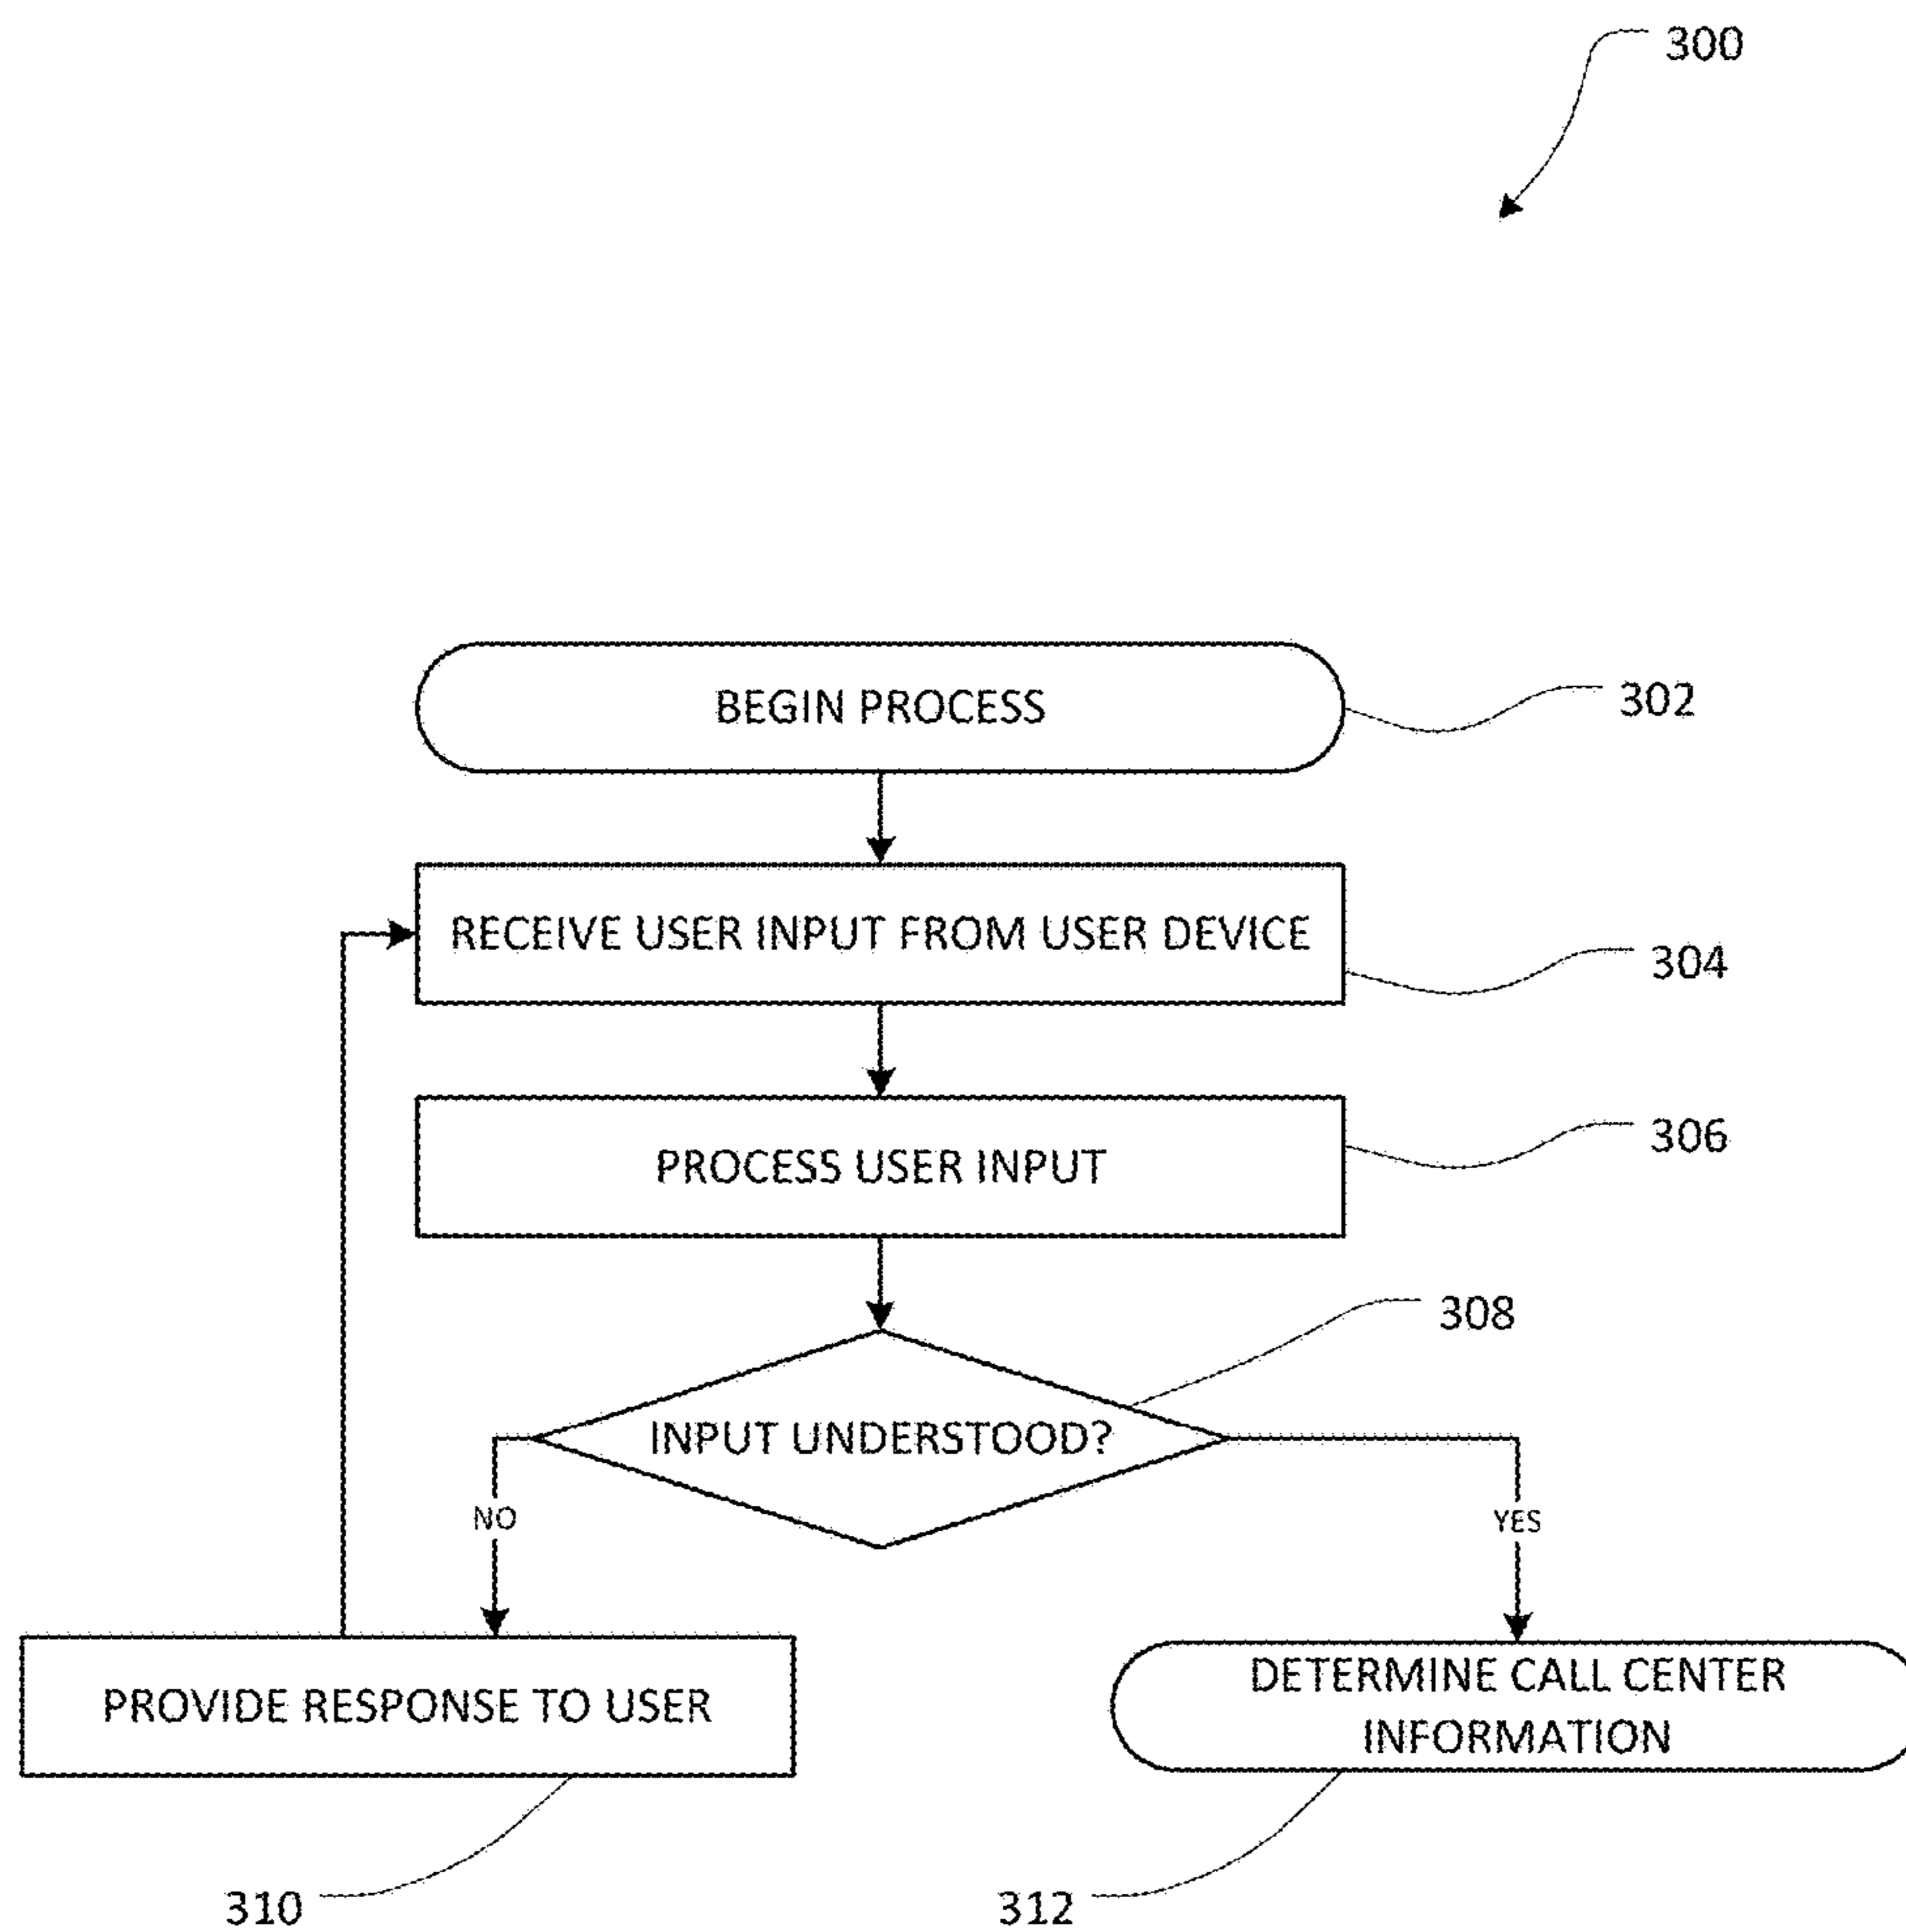 300
BEGIN PROCESS
302
RECEIVE USER INPUT FROM USER DEVICE
304
PROCESS USER INPUT
306
308
INPUT UNDERSTOOD?
NO
YES
PROVIDE RESPONSE TO USER
DETERMINE CALL CENTER
INFORMATION
310
312